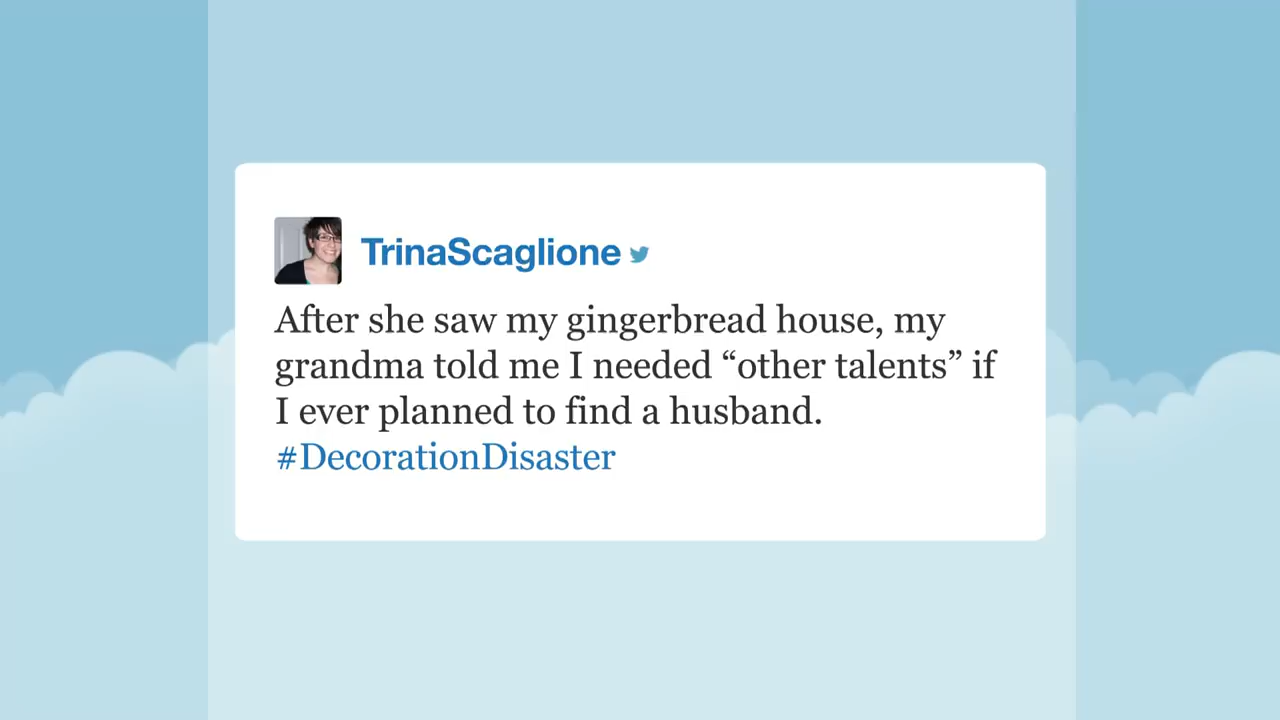 TrinaScaglione
After she saw my gingerbread house, my
grandma told me I needed “other talents” if
I ever planned to find a husband.
#DecorationDisaster